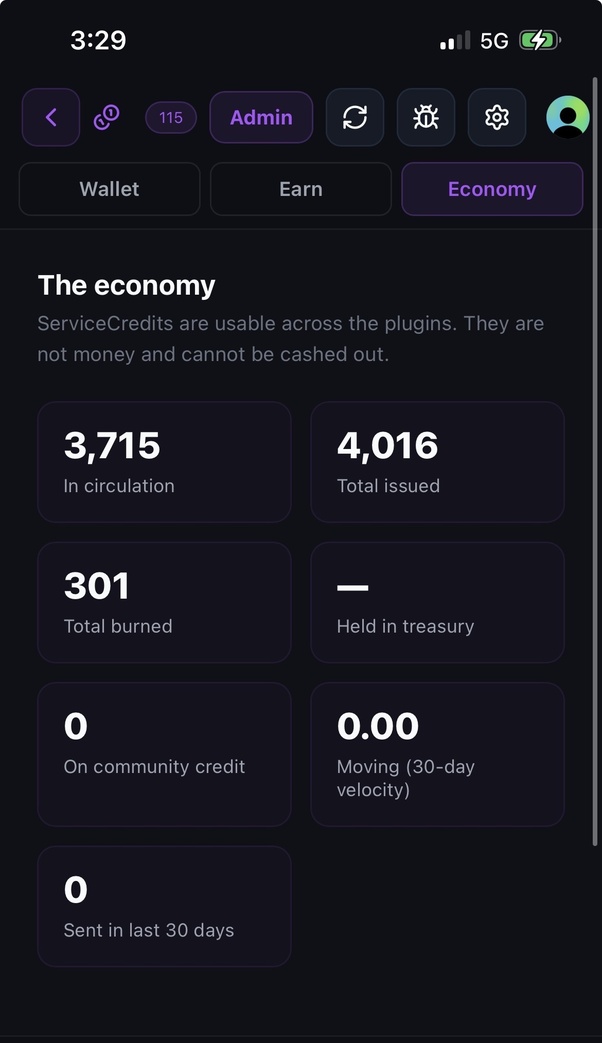 3:29
5G
115
Admin
Wallet
Earn
Economy
The economy
ServiceCredits are usable across the plugins. They are
not money and cannot be cashed out.
3,715
4,016
In circulation
Total issued
301
—
Total burned
Held in treasury
0
0.00
On community credit
Moving (30-day
velocity)
0
Sent in last 30 days